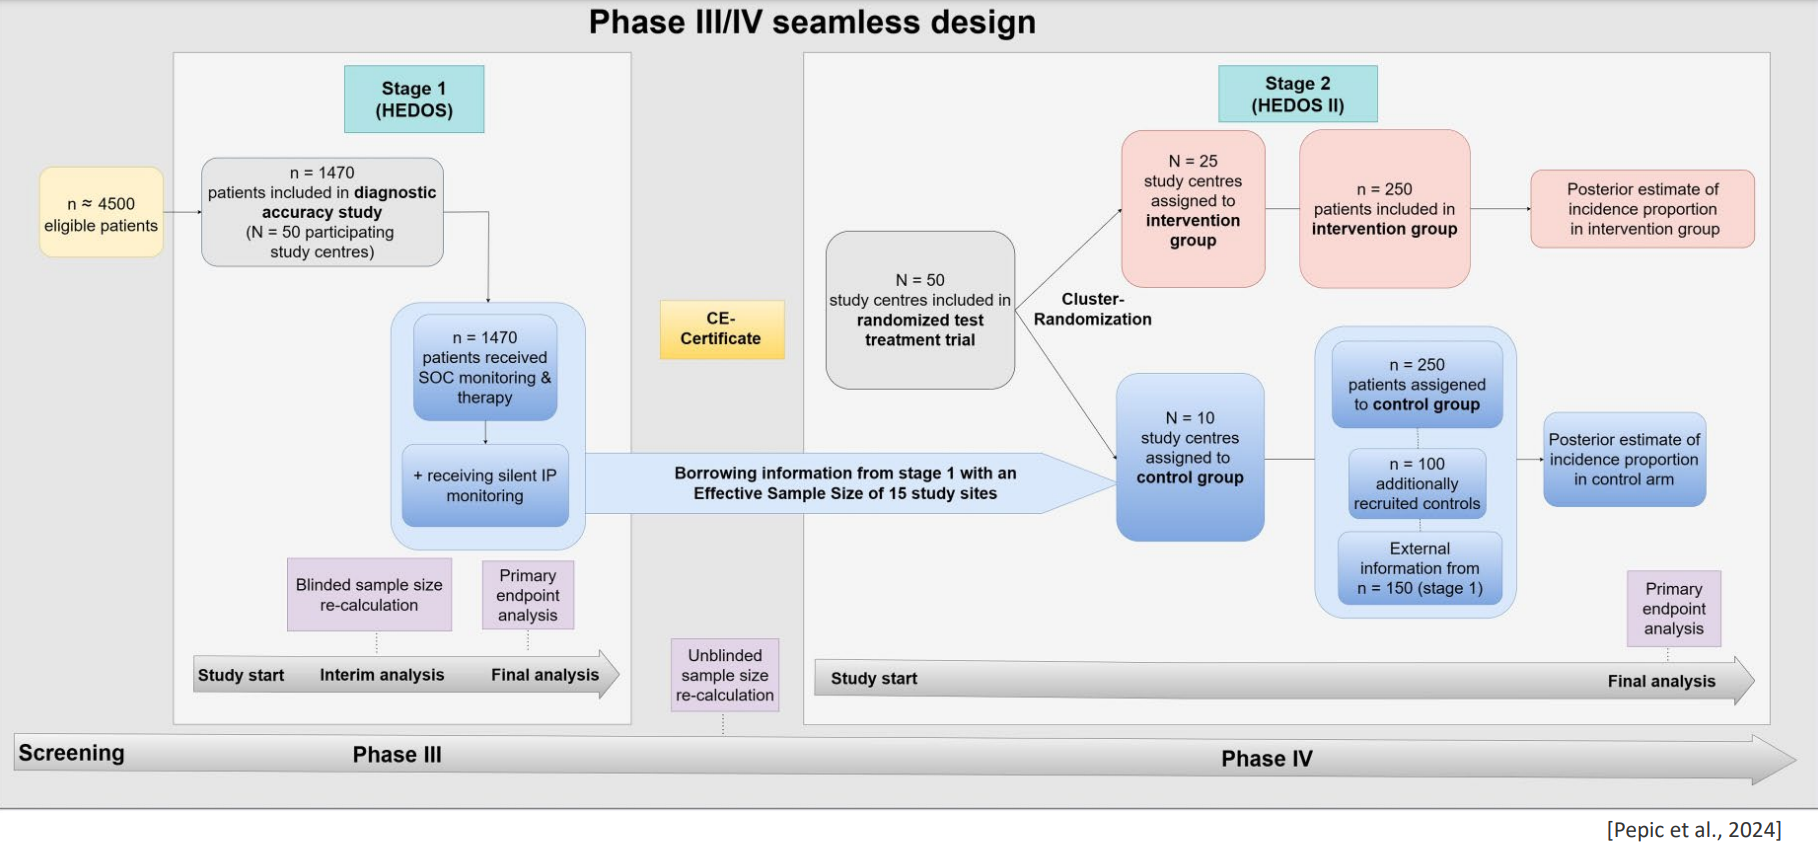 Phase III/IV seamless design
Stage 1
(HEDOS)
n ≈ 4500
eligible patients
n = 1470
patients included in diagnostic
accuracy study
(N = 50 participating
study centres)
n = 1470
patients received
SOC monitoring &
therapy
+ receiving silent IP
monitoring
Blinded sample size
re-calculation
Primary
endpoint
analysis
Study start
Interim analysis
Final analysis
CE-
Certificate
Borrowing information from stage 1 with an
Effective Sample Size of 15 study sites
Unblinded
sample size
re-calculation
Stage 2
(HEDOS II)
N = 50
study centres included in
randomized test
treatment trial
Cluster-
Randomization
N = 25
study centres
assigned to
intervention
group
n = 250
patients included in
intervention group
Posterior estimate of
incidence proportion
in intervention group
N = 10
study centres
assigned to
control group
n = 250
patients assigened
to control group
n = 100
additionally
recruited controls
External
information from
n = 150 (stage 1)
Posterior estimate of
incidence proportion
in control arm
Primary
endpoint
analysis
Study start
Final analysis
Screening
Phase III
Phase IV
[Pepic et al., 2024]